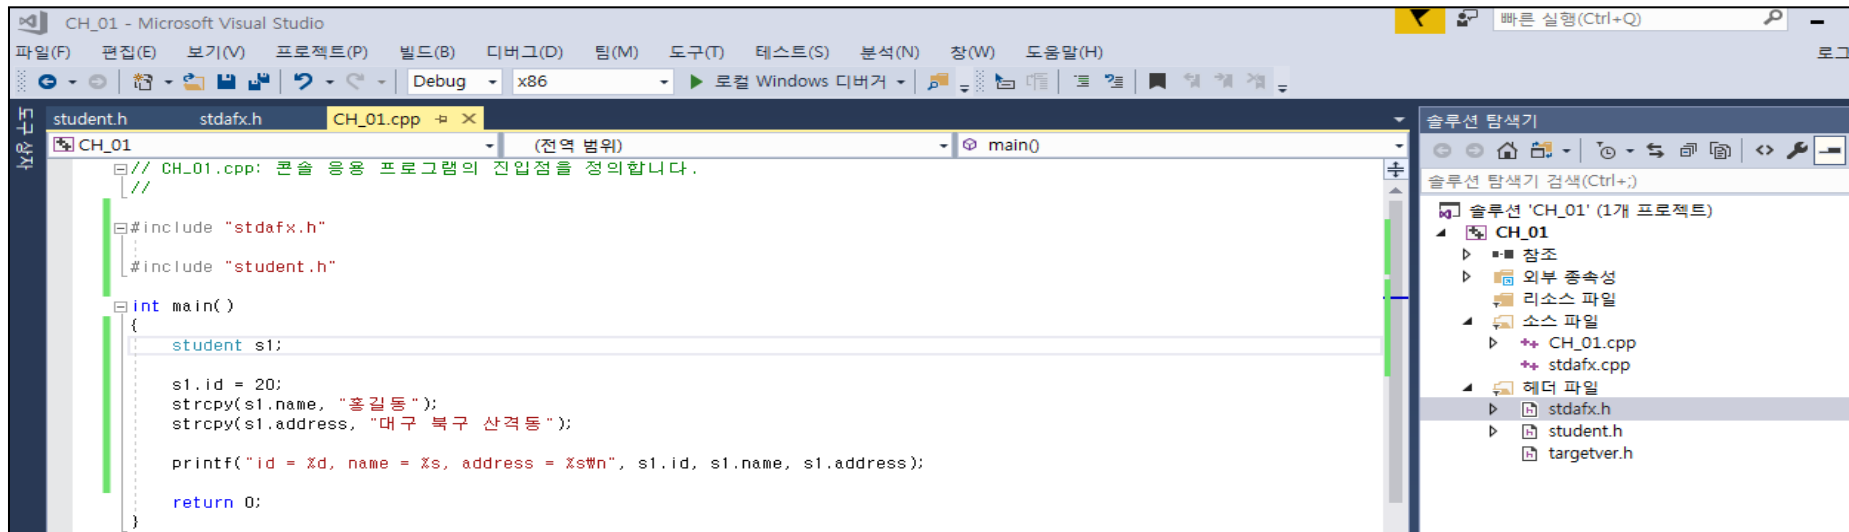 CH_01 - Microsoft Visual Studio
빠른 실행(Ctrl+Q)
파일(F) 편집(E) 보기(V) 프로젝트(P) 빌드(B) 디버그(D) 팀(M) 도구(T) 테스트(S) 분석(N) 창(W) 도움말(H)
로그
Debug x86 로컬 Windows 디버거
도구 상자
student.h stdafx.h CH_01.cpp
CH_01 (전역 범위) main()
// CH_01.cpp: 콘솔 응용 프로그램의 진입점을 정의합니다.
//
#include "stdafx.h"
#include "student.h"
int main()
{
student s1;
s1.id = 20;
strcpy(s1.name, "홍길동");
strcpy(s1.address, "대구 북구 산격동");
printf("id = %d, name = %s, address = %s₩n", s1.id, s1.name, s1.address);
return 0;
}
솔루션 탐색기
솔루션 탐색기 검색(Ctrl+;)
솔루션 'CH_01' (1개 프로젝트)
CH_01
참조
외부 종속성
리소스 파일
소스 파일
CH_01.cpp
stdafx.cpp
헤더 파일
stdafx.h
student.h
targetver.h